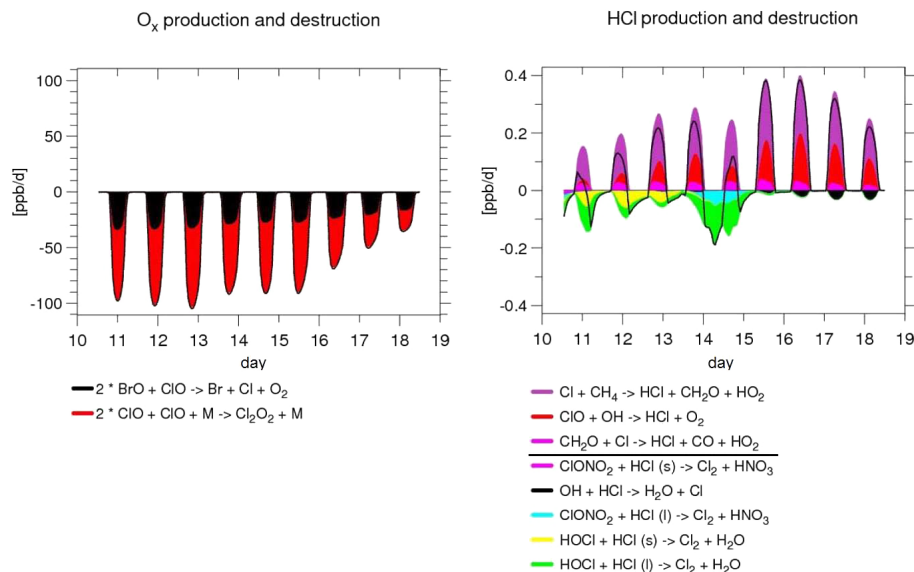 Oₓ production and destruction
[ppb/d]
100
50
0
-50
-100
10 11 12 13 14 15 16 17 18 19
day
2 * BrO + ClO -> Br + Cl + O₂
2 * ClO + ClO + M -> Cl₂O₂ + M
HCl production and destruction
[ppb/d]
0.4
0.2
0
-0.2
-0.4
10 11 12 13 14 15 16 17 18 19
day
Cl + CH₄ -> HCl + CH₂O + HO₂
ClO + OH -> HCl + O₂
CH₂O + Cl -> HCl + CO + HO₂
ClONO₂ + HCl (s) -> Cl₂ + HNO₃
OH + HCl -> H₂O + Cl
ClONO₂ + HCl (l) -> Cl₂ + HNO₃
HOCl + HCl (s) -> Cl₂ + H₂O
HOCl + HCl (l) -> Cl₂ + H₂O